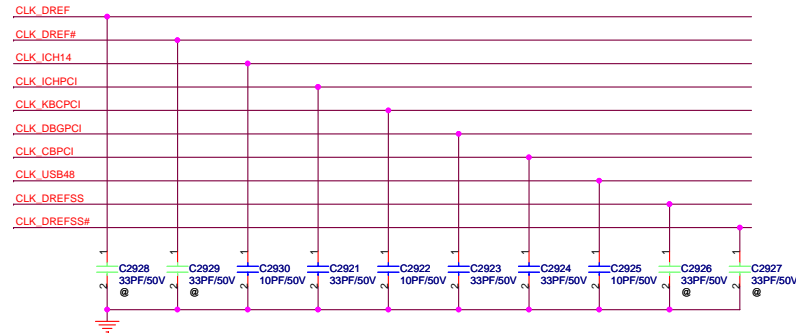 CLK_DREF
CLK_DREF#
CLK_ICH14
CLK_ICHPCI
CLK_KBCPCI
CLK_DBGPCI
CLK_CBPCI
CLK_USB48
CLK_DREFSS
CLK_DREFSS#
1 1 1 1 1 1 1 1 1 1
C2928 C2929 C2930 C2921 C2922 C2923 C2924 C2925 C2926 C2927
33PF/50V 33PF/50V 10PF/50V 33PF/50V 10PF/50V 33PF/50V 33PF/50V 10PF/50V 33PF/50V 33PF/50V
2 2 2 2 2 2 2 2 2 2
@ @ @ @